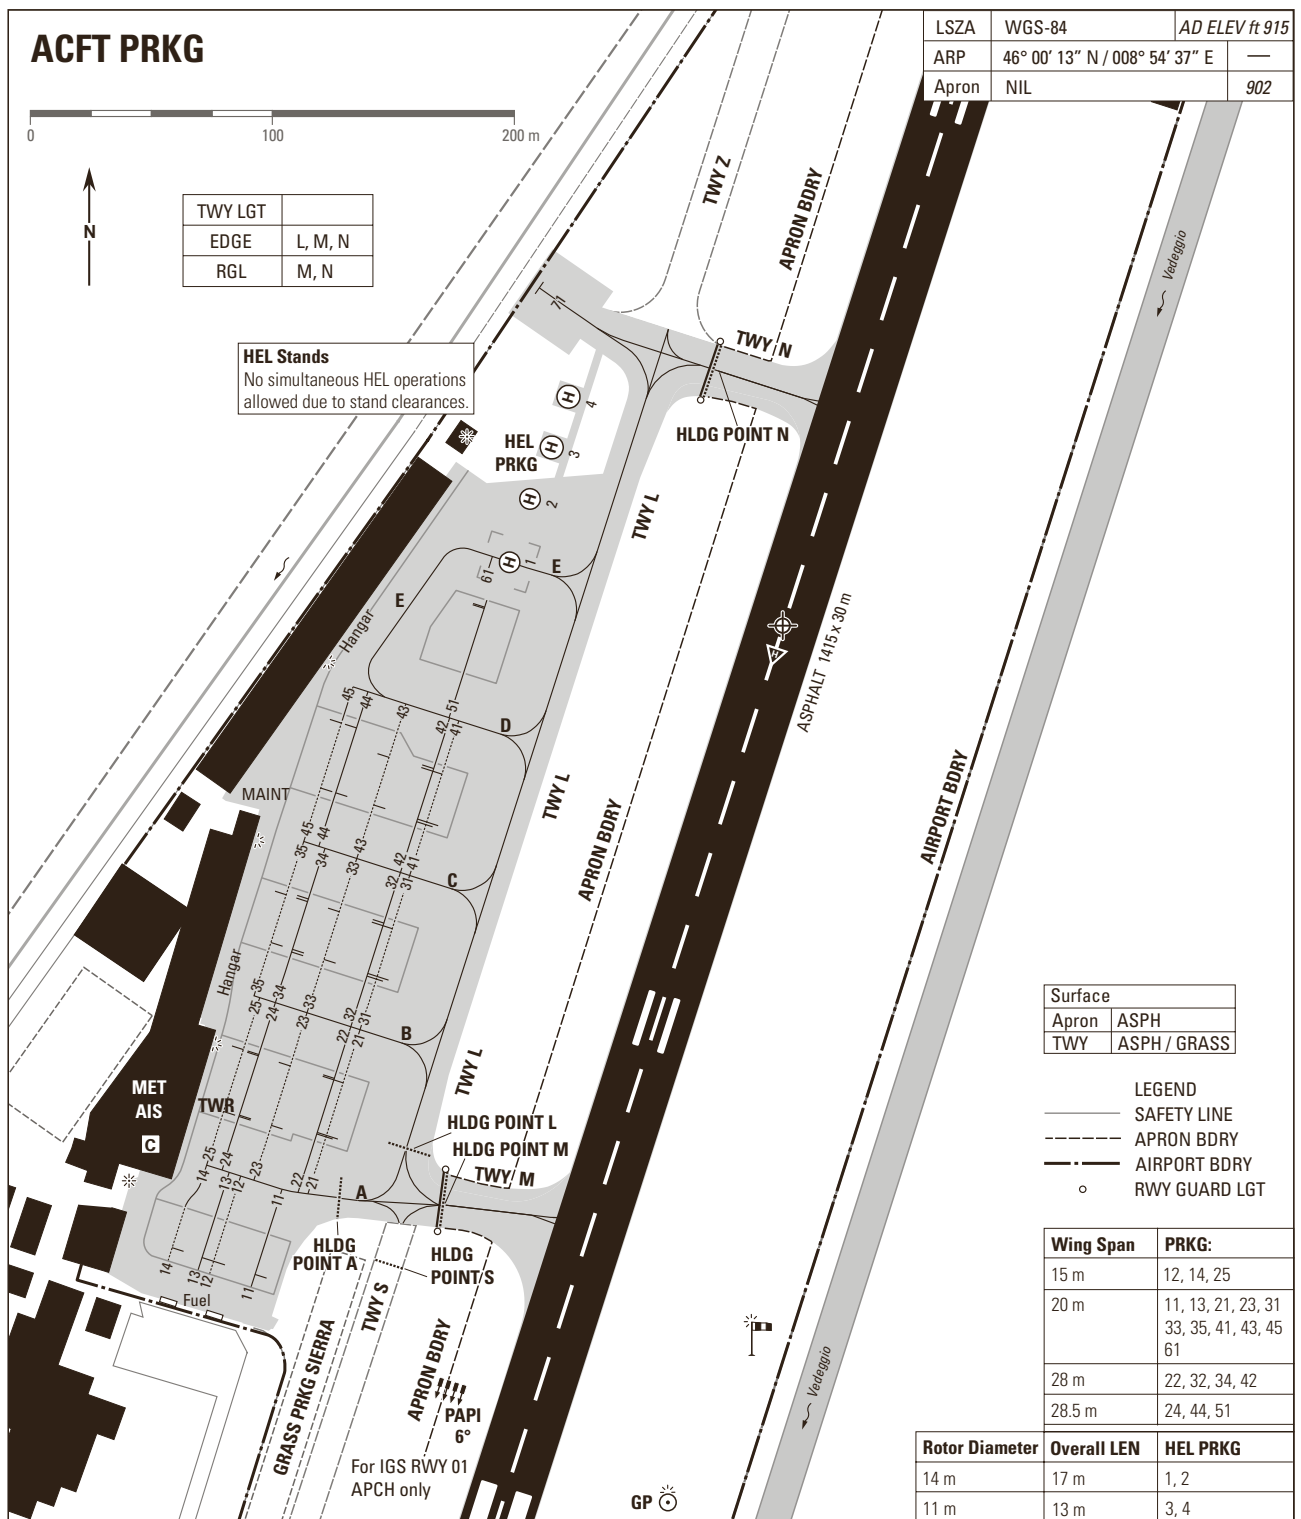 ACFT PRKG
LSZA WGS-84 AD ELEV ft 915
ARP 46° 00′ 13″ N / 008° 54′ 37″ E —
Apron NIL 902
0 100 200 m
N
TWY LGT
EDGE L, M, N
RGL M, N
HEL Stands
No simultaneous HEL operations
allowed due to stand clearances.
TWY Z
APRON BDRY
Vedeggio
71
TWY N
HLDG POINT N
H 4
H 3
HEL
PRKG
H 2
H 1
61
E
E
TWY L
Hangar
ASPHALT 1415 x 30 m
45 44 43 42 51 41
D
TWY L
MAINT
APRON BDRY
AIRPORT BDRY
45 44 43 42 41
35 34 33 32 31
C
Hangar
35 34 33 32 31
25 24 23 22 21
B
TWY L
MET
AIS
C
TWR
HLDG POINT L
HLDG POINT M
TWY M
25 24 23 22 21
14 13 12 11
A
HLDG
POINT A
HLDG
POINT S
14 13 12 11
Fuel
GRASS PRKG SIERRA
TWY S
APRON BDRY
PAPI
6°
For IGS RWY 01
APCH only
GP
Vedeggio
Surface
Apron ASPH
TWY ASPH / GRASS
LEGEND
SAFETY LINE
APRON BDRY
AIRPORT BDRY
RWY GUARD LGT
Wing Span PRKG:
15 m 12, 14, 25
20 m 11, 13, 21, 23, 31
33, 35, 41, 43, 45
61
28 m 22, 32, 34, 42
28.5 m 24, 44, 51
Rotor Diameter Overall LEN HEL PRKG
14 m 17 m 1, 2
11 m 13 m 3, 4